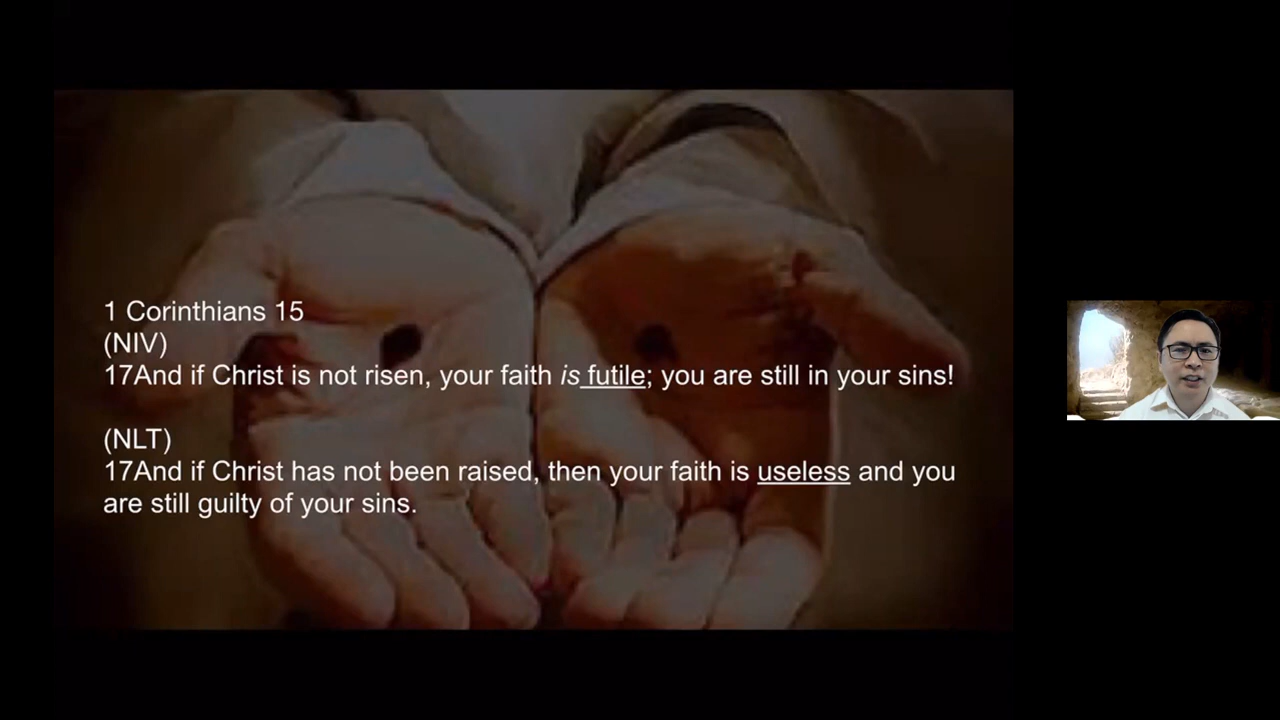 1 Corinthians 15
(NIV)
17And if Christ is not risen, your faith is futile; you are still in your sins!
(NLT)
17And if Christ has not been raised, then your faith is useless and you
are still guilty of your sins.